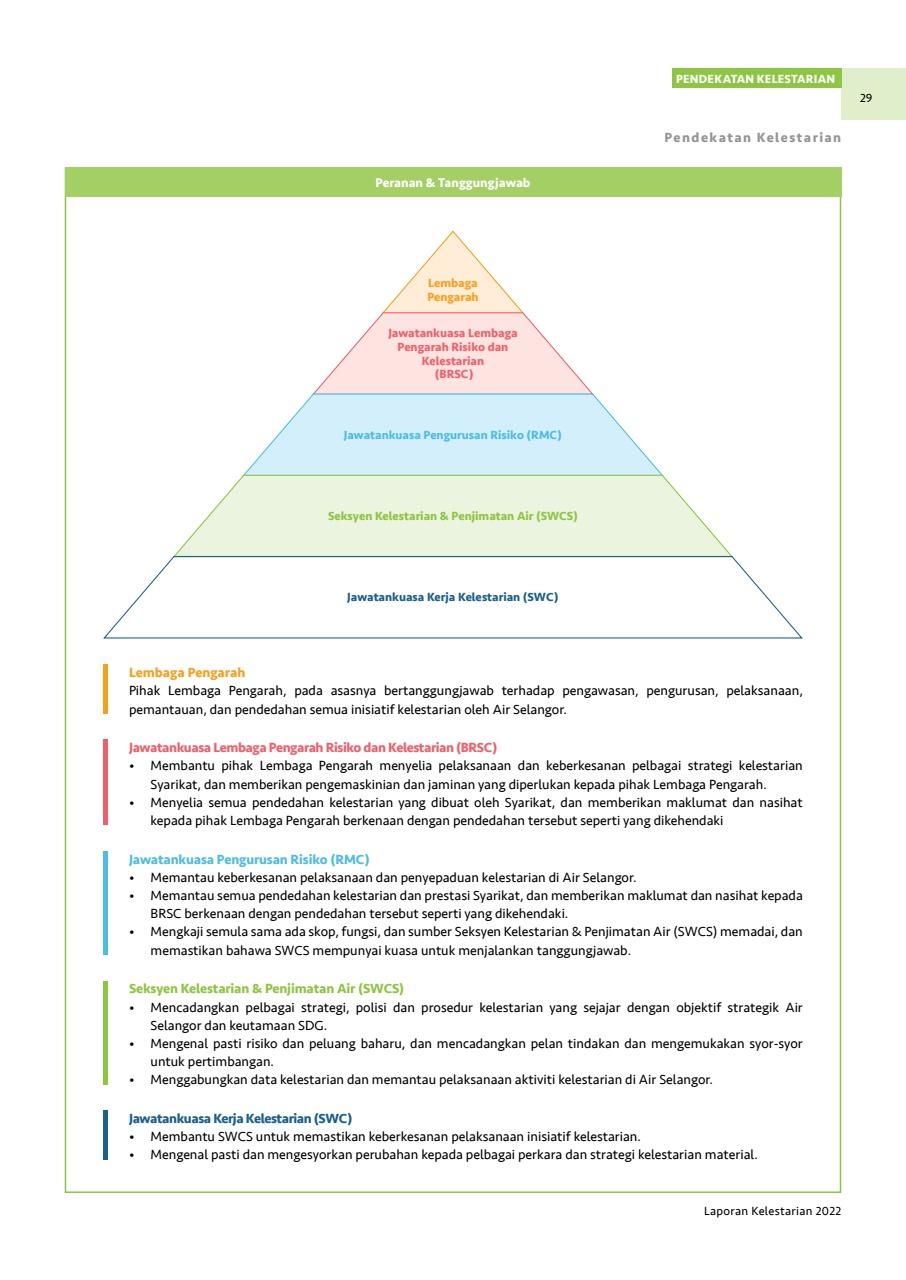 PENDEKATAN KELESTARIAN
29
Pendekatan Kelestarian
Peranan & Tanggungjawab
Lembaga
Pengarah
Jawatankuasa Lembaga
Pengarah Risiko dan
Kelestarian
(BRSC)
Jawatankuasa Pengurusan Risiko (RMC)
Seksyen Kelestarian & Penjimatan Air (SWCS)
Jawatankuasa Kerja Kelestarian (SWC)
Lembaga Pengarah
Pihak Lembaga Pengarah, pada asasnya bertanggungjawab terhadap pengawasan, pengurusan, pelaksanaan,
pemantauan, dan pendedahan semua inisiatif kelestarian oleh Air Selangor.
Jawatankuasa Lembaga Pengarah Risiko dan Kelestarian (BRSC)
• Membantu pihak Lembaga Pengarah menyelia pelaksanaan dan keberkesanan pelbagai strategi kelestarian
Syarikat, dan memberikan pengemaskinian dan jaminan yang diperlukan kepada pihak Lembaga Pengarah.
• Menyelia semua pendedahan kelestarian yang dibuat oleh Syarikat, dan memberikan maklumat dan nasihat
kepada pihak Lembaga Pengarah berkenaan dengan pendedahan tersebut seperti yang dikehendaki
Jawatankuasa Pengurusan Risiko (RMC)
• Memantau keberkesanan pelaksanaan dan penyepaduan kelestarian di Air Selangor.
• Memantau semua pendedahan kelestarian dan prestasi Syarikat, dan memberikan maklumat dan nasihat kepada
BRSC berkenaan dengan pendedahan tersebut seperti yang dikehendaki.
• Mengkaji semula sama ada skop, fungsi, dan sumber Seksyen Kelestarian & Penjimatan Air (SWCS) memadai, dan
memastikan bahawa SWCS mempunyai kuasa untuk menjalankan tanggungjawab.
Seksyen Kelestarian & Penjimatan Air (SWCS)
• Mencadangkan pelbagai strategi, polisi dan prosedur kelestarian yang sejajar dengan objektif strategik Air
Selangor dan keutamaan SDG.
• Mengenal pasti risiko dan peluang baharu, dan mencadangkan pelan tindakan dan mengemukakan syor-syor
untuk pertimbangan.
• Menggabungkan data kelestarian dan memantau pelaksanaan aktiviti kelestarian di Air Selangor.
Jawatankuasa Kerja Kelestarian (SWC)
• Membantu SWCS untuk memastikan keberkesanan pelaksanaan inisiatif kelestarian.
• Mengenal pasti dan mengesyorkan perubahan kepada pelbagai perkara dan strategi kelestarian material.
Laporan Kelestarian 2022